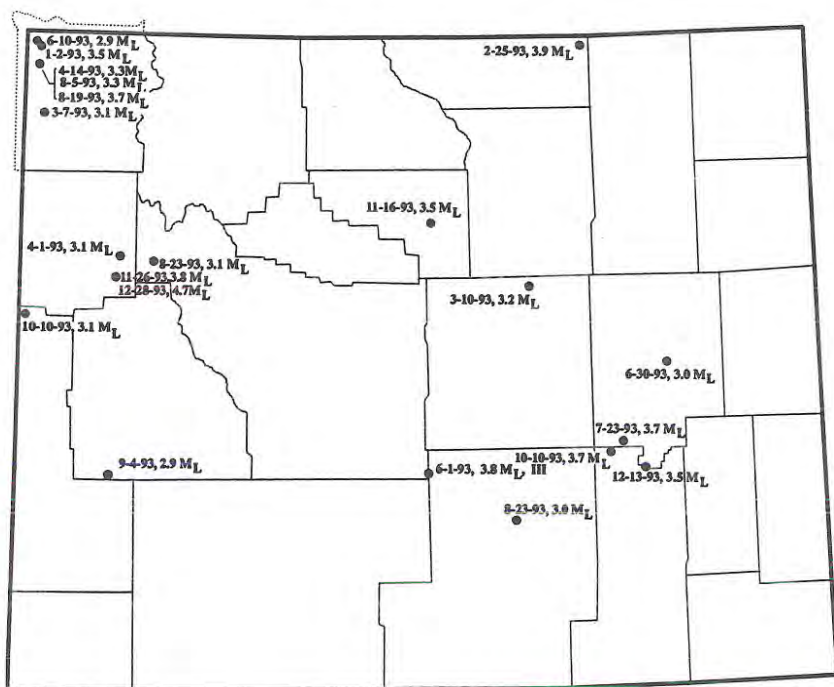 6-10-93, 2.9 ML
1-2-93, 3.5 ML
4-14-93, 3.3ML
8-5-93, 3.3 ML
8-19-93, 3.7 ML
3-7-93, 3.1 ML
2-25-93, 3.9 ML
11-16-93, 3.5 ML
4-1-93, 3.1 ML
8-23-93, 3.1 ML
11-26-93,3.8 ML
12-28-93, 4.7ML
10-10-93, 3.1 ML
3-10-93, 3.2 ML
6-30-93, 3.0 ML
7-23-93, 3.7 ML
10-10-93, 3.7 ML
9-4-93, 2.9 ML
6-1-93, 3.8 ML, III
12-13-93, 3.5 ML
8-23-93, 3.0 ML